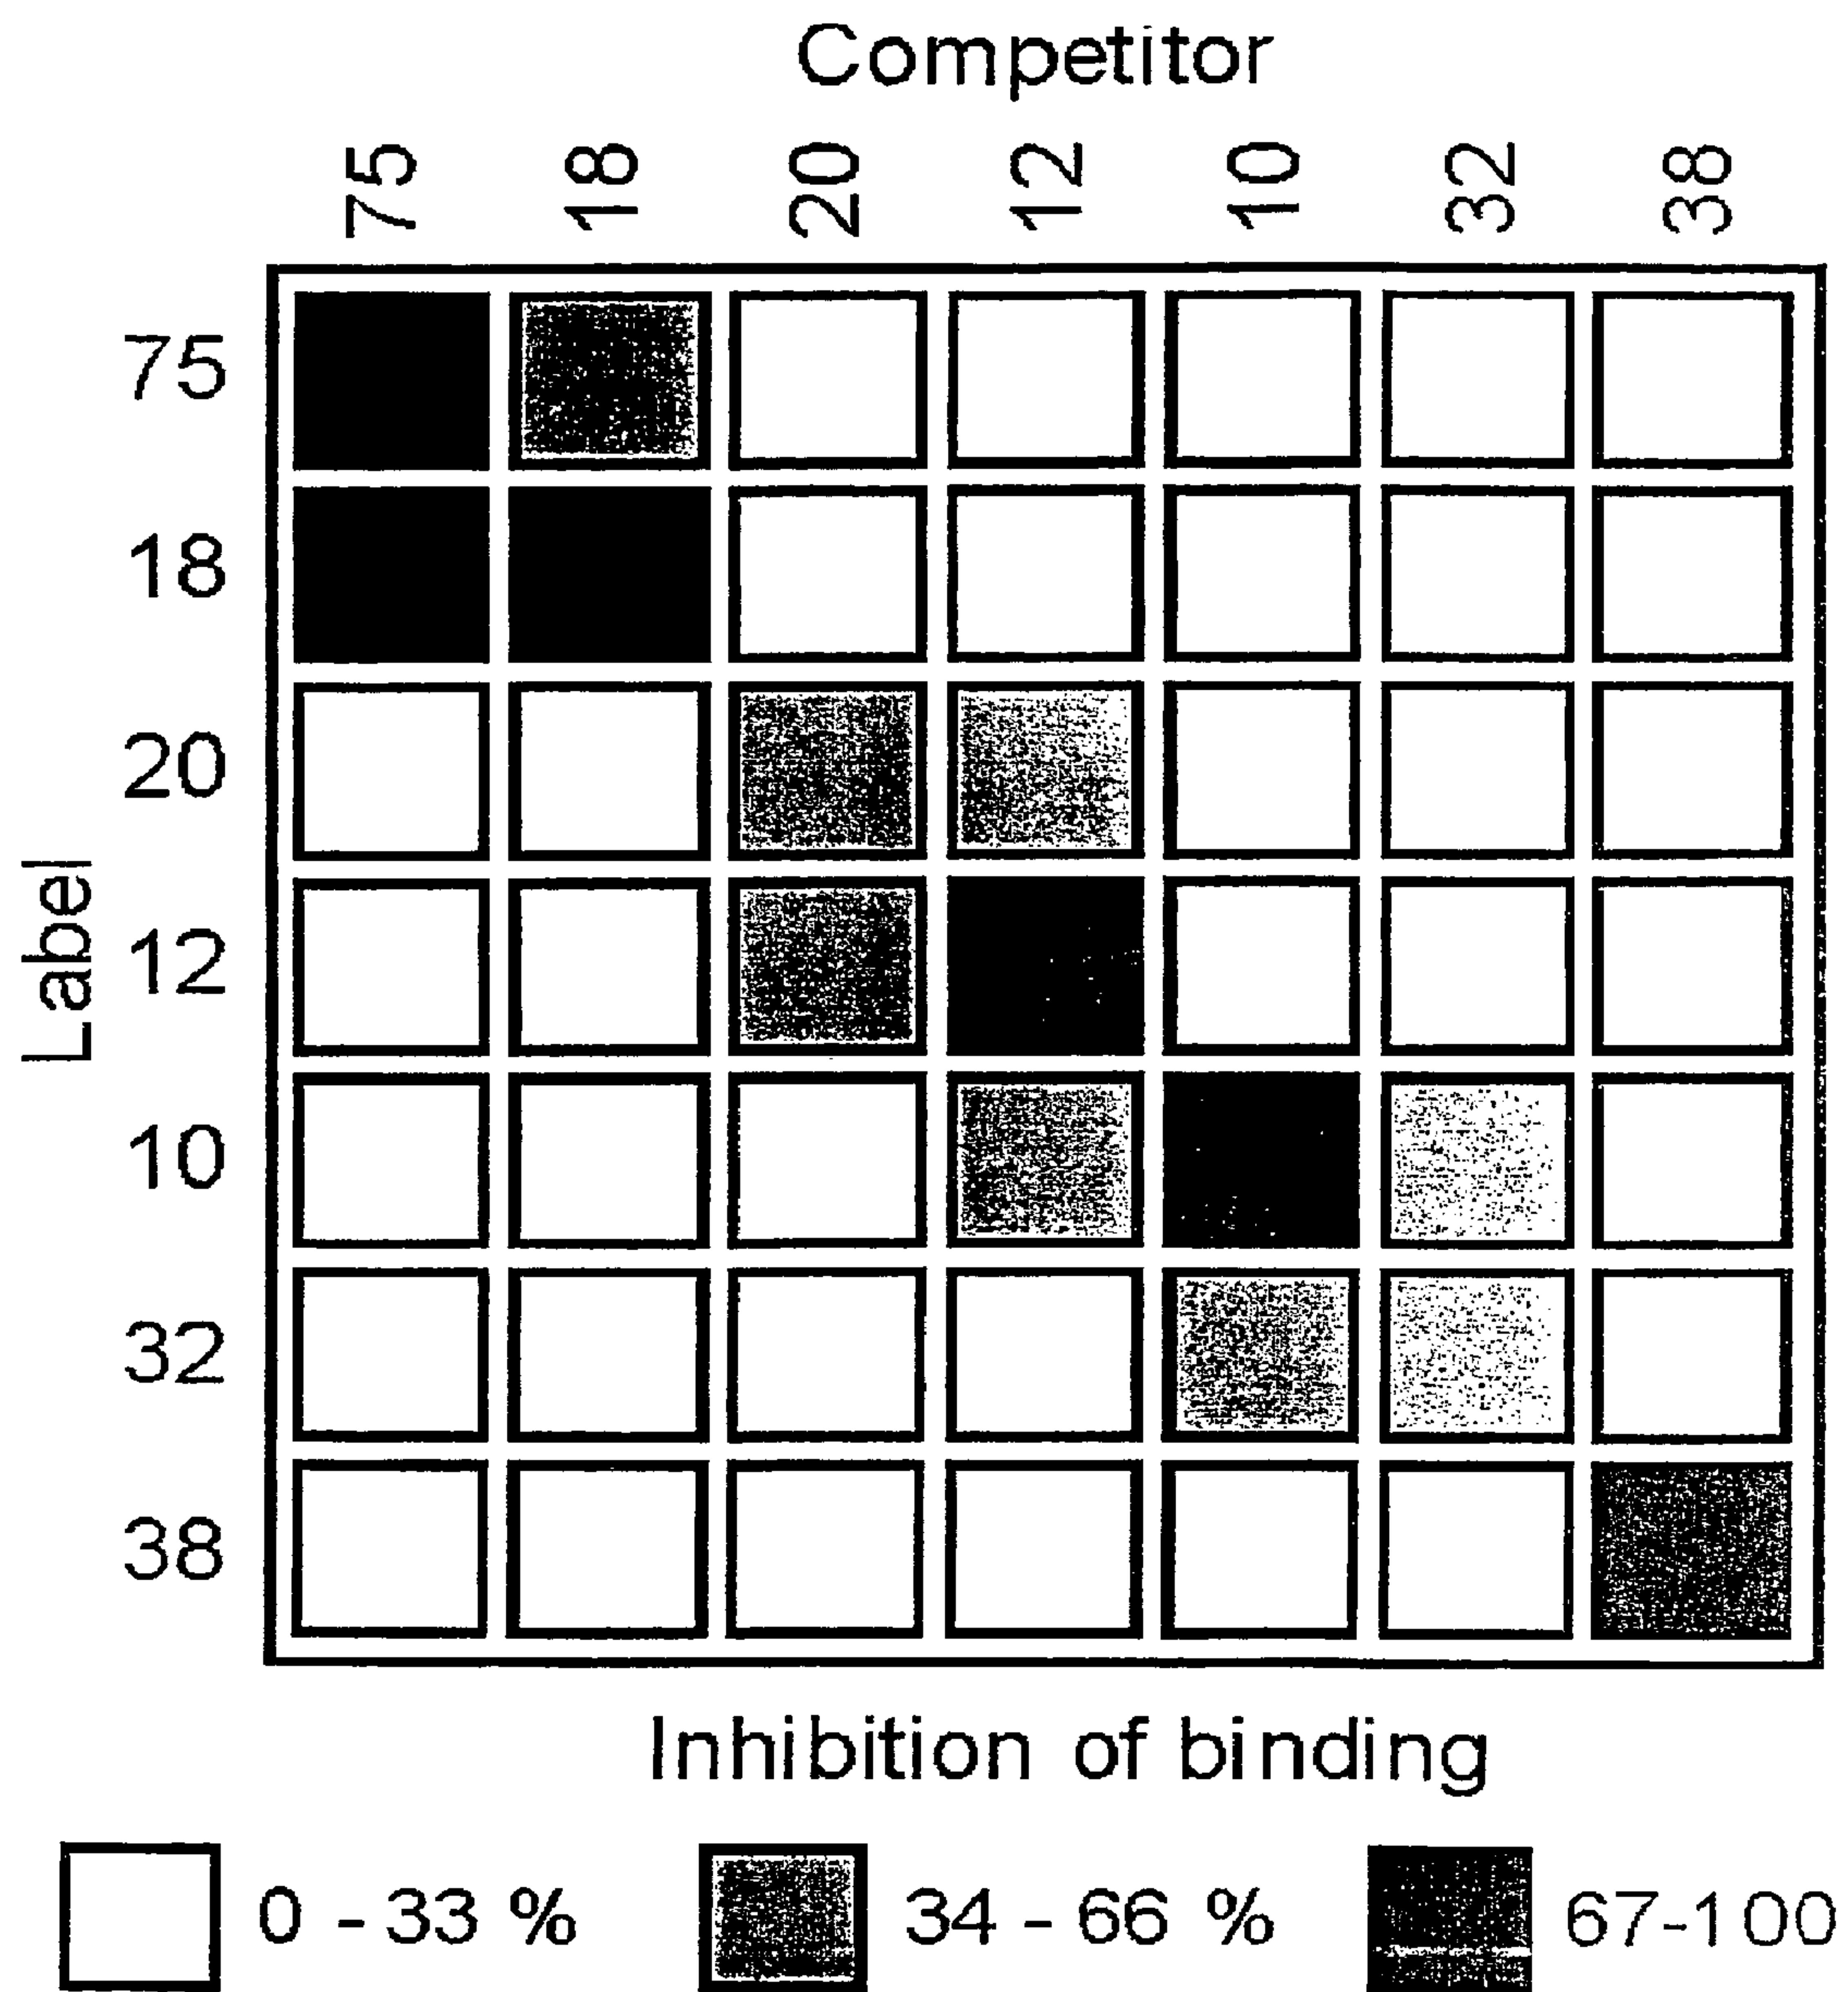 Competitor
75 18 20 12 10 32 38
Label
75
18
20
12
10
32
38
Inhibition of binding
0 - 33 % 34 - 66 % 67-100